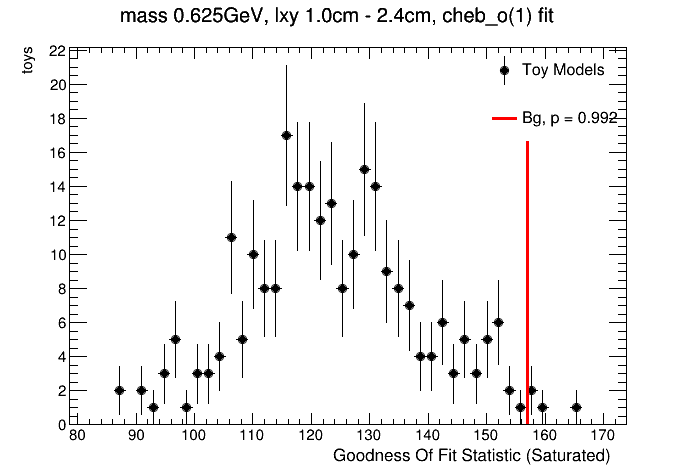 mass 0.625GeV, lxy 1.0cm - 2.4cm, cheb_o(1) fit
toys
22
20
18
16
14
12
10
8
6
4
2
0
Toy Models
Bg, p = 0.992
80 90 100 110 120 130 140 150 160 170
Goodness Of Fit Statistic (Saturated)